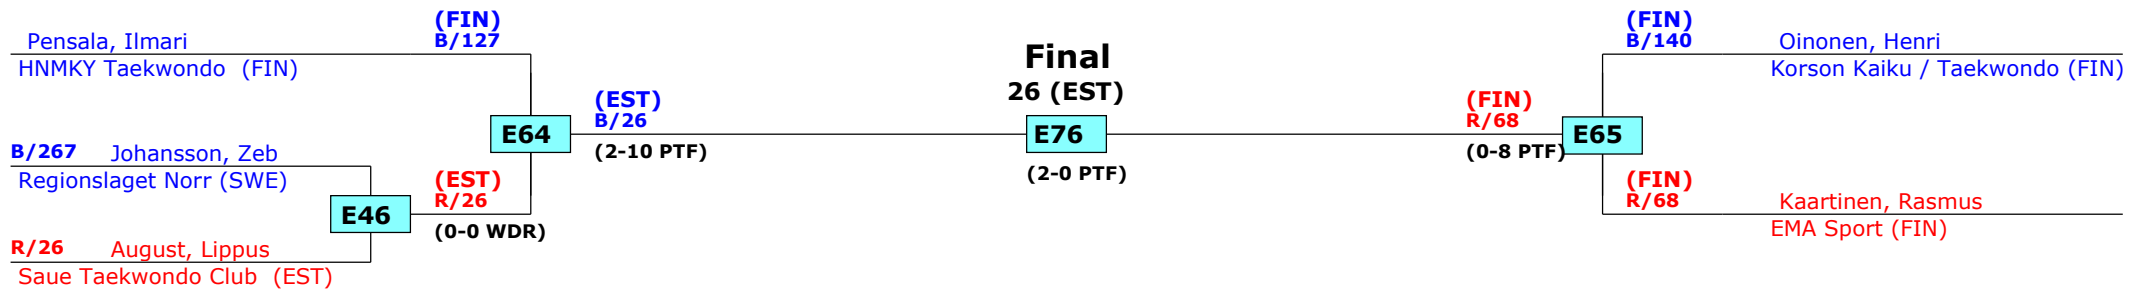 (FIN)
B/127
Pensala, Ilmari
HNMKY Taekwondo (FIN)
B/267 Johansson, Zeb
Regionslaget Norr (SWE)
R/26 August, Lippus
Saue Taekwondo Club (EST)
E46
(EST)
R/26
(0-0 WDR)
E64
(EST)
B/26
(2-10 PTF)
Final
26 (EST)
E76
(2-0 PTF)
(FIN)
R/68
(0-8 PTF)
E65
(FIN)
B/140
Oinonen, Henri
Korson Kaiku / Taekwondo (FIN)
(FIN)
R/68
Kaartinen, Rasmus
EMA Sport (FIN)